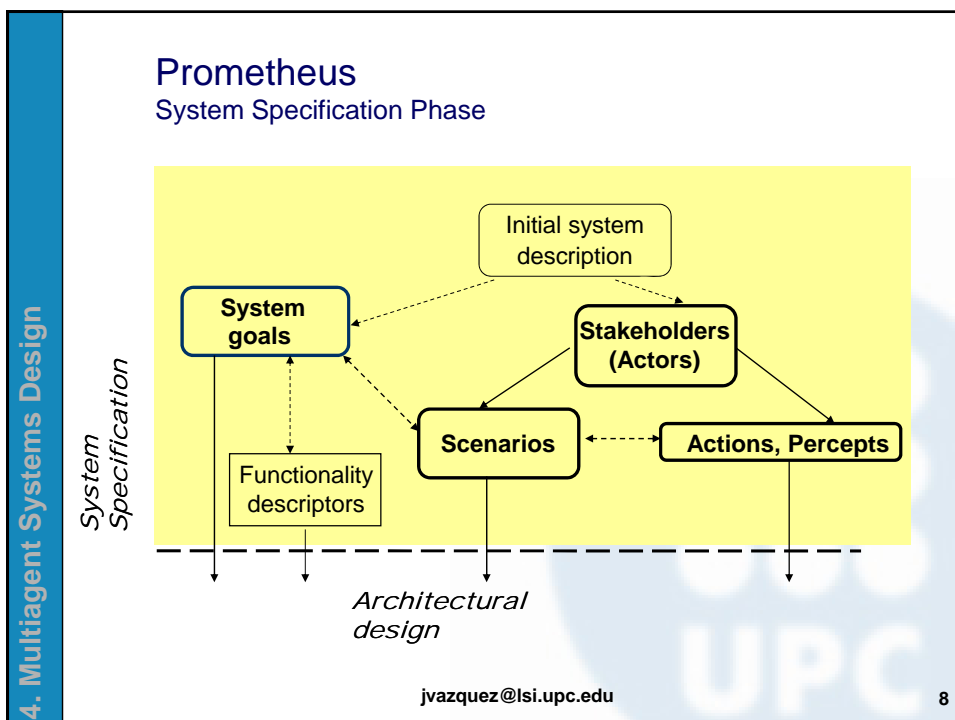 Prometheus
System Specification Phase
Initial system
description
System
goals
Stakeholders
(Actors)
Scenarios
Actions, Percepts
Functionality
descriptors
System
Specification
Architectural
design
4. Multiagent Systems Design
UPC
jvazquez@lsi.upc.edu
8